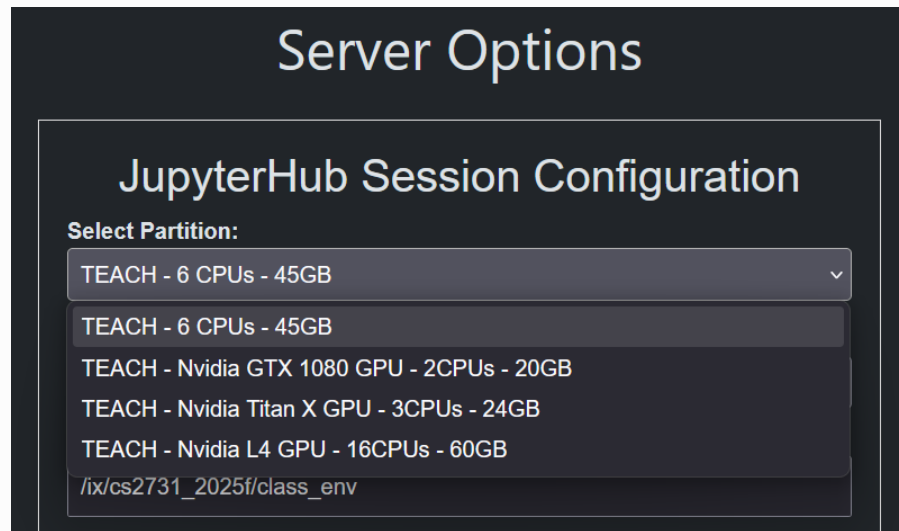 Server Options
JupyterHub Session Configuration
Select Partition:
TEACH - 6 CPUs - 45GB
TEACH - 6 CPUs - 45GB
TEACH - Nvidia GTX 1080 GPU - 2CPUs - 20GB
TEACH - Nvidia Titan X GPU - 3CPUs - 24GB
TEACH - Nvidia L4 GPU - 16CPUs - 60GB
/ix/cs2731_2025f/class_env